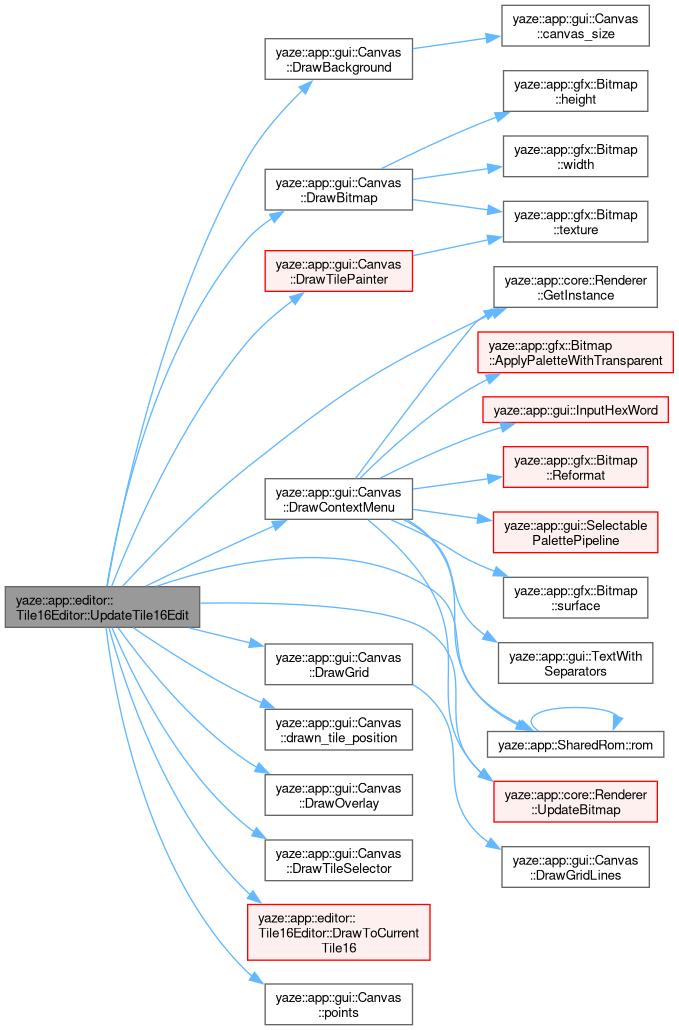 yaze::app::gui::Canvas
::canvas_size
yaze::app::gui::Canvas
::DrawBackground
yaze::app::gfx::Bitmap
::height
yaze::app::gfx::Bitmap
::width
yaze::app::gui::Canvas
::DrawBitmap
yaze::app::gfx::Bitmap
::texture
yaze::app::gui::Canvas
::DrawTilePainter
yaze::app::core::Renderer
::GetInstance
yaze::app::gfx::Bitmap
::ApplyPaletteWithTransparent
yaze::app::gui::InputHexWord
yaze::app::gfx::Bitmap
::Reformat
yaze::app::gui::Canvas
::DrawContextMenu
yaze::app::gui::Selectable
PalettePipeline
yaze::app::gfx::Bitmap
::surface
yaze::app::editor::
Tile16Editor::UpdateTile16Edit
yaze::app::gui::TextWith
Separators
yaze::app::gui::Canvas
::DrawGrid
yaze::app::gui::Canvas
::drawn_tile_position
yaze::app::SharedRom::rom
yaze::app::gui::Canvas
::DrawOverlay
yaze::app::core::Renderer
::UpdateBitmap
yaze::app::gui::Canvas
::DrawTileSelector
yaze::app::gui::Canvas
::DrawGridLines
yaze::app::editor::
Tile16Editor::DrawToCurrent
Tile16
yaze::app::gui::Canvas
::points